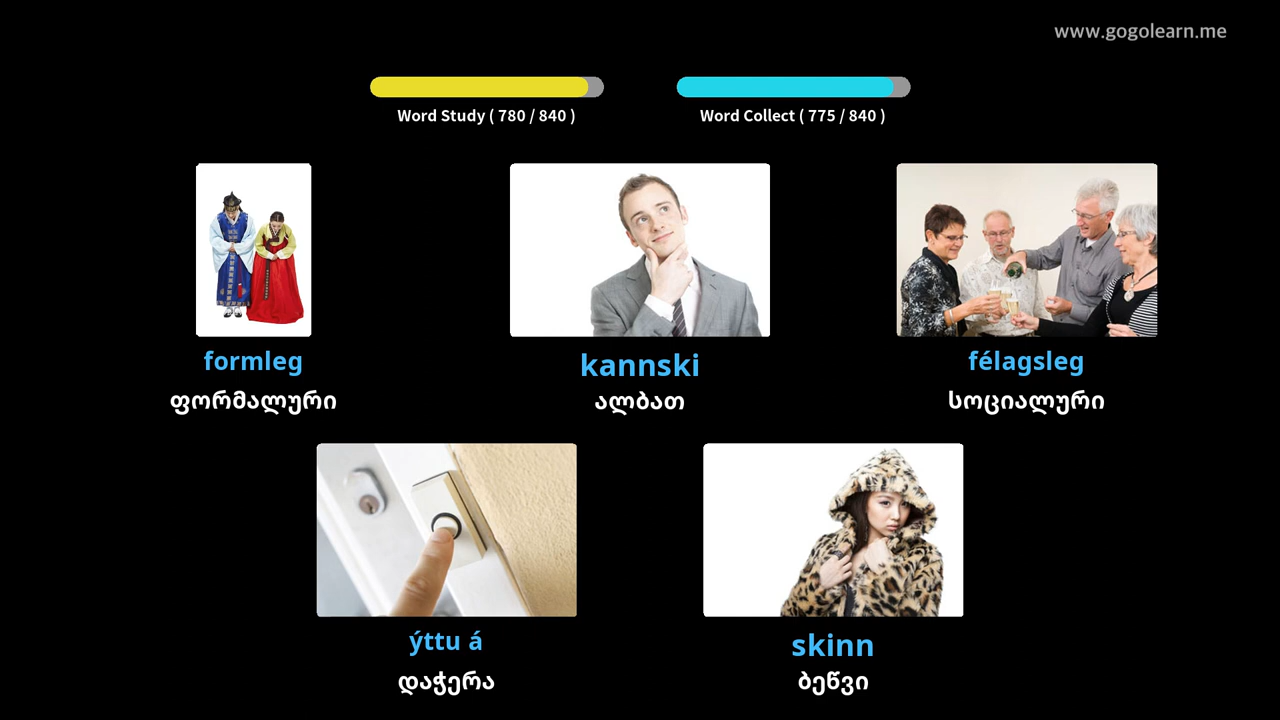 www.gogolearn.me
Word Study ( 780 / 840 )
Word Collect ( 775 / 840 )
formleg
ფორმალური
kannski
ალბათ
félagsleg
სოციალური
ýttu á
დაჭერა
skinn
ბეწვი